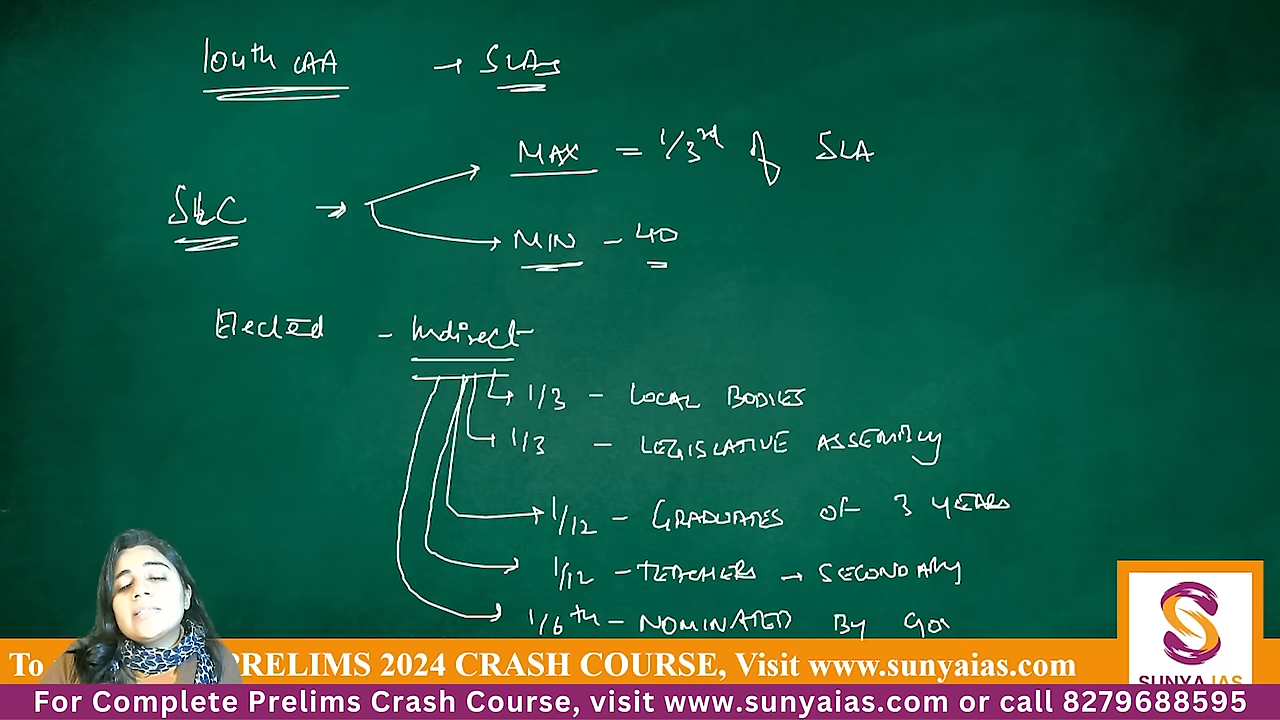 104th CAA → SLAs
MAX = 1/3rd of SLA
SLC →
MIN - 40
Elected - Indirect
1/3 - LOCAL BODIES
1/3 - LEGISLATIVE ASSEMBLY
1/12 - GRADUATES OF 3 YEARS
1/12 - TEACHERS → SECONDARY
1/6th - NOMINATED BY GOV
To PRELIMS 2024 CRASH COURSE, Visit www.sunyaias.com
SUNYA IAS
For Complete Prelims Crash Course, visit www.sunyaias.com or call 8279688595